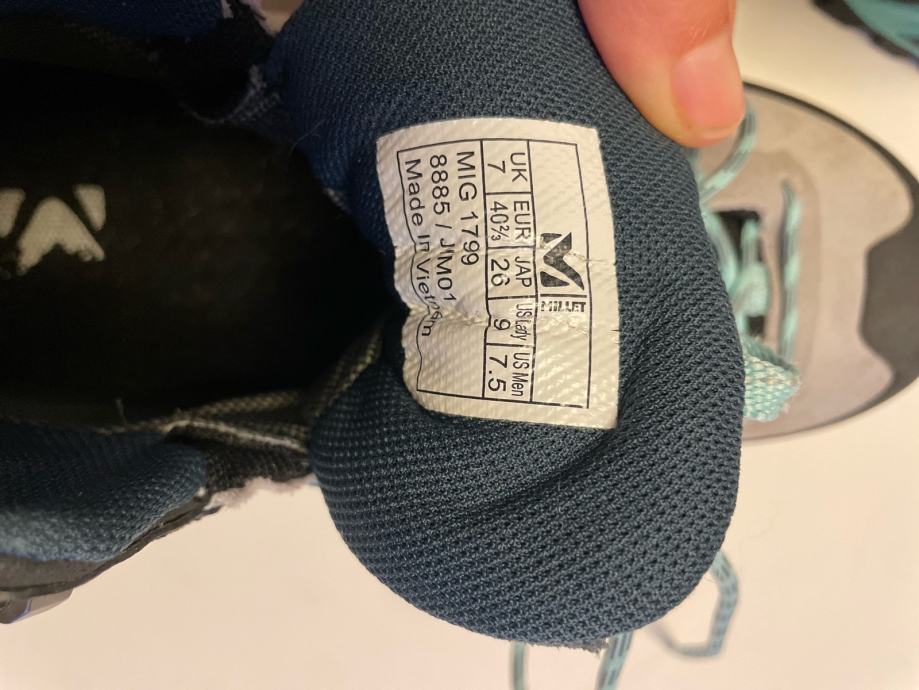 MILLET
UK EUR JAP US Lady US Men
7 40⅔ 26 9 7.5
MIG 1799
8885 / JM01
Made in Vietnam